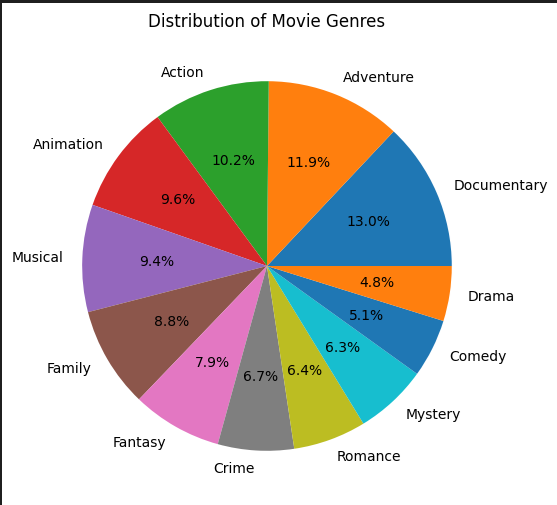 Distribution of Movie Genres
Action
Adventure
Animation
Documentary
10.2%
11.9%
9.6%
13.0%
Musical
9.4%
4.8%
Drama
8.8%
5.1%
Family
7.9%
6.7%
6.4%
6.3%
Comedy
Mystery
Fantasy
Crime
Romance